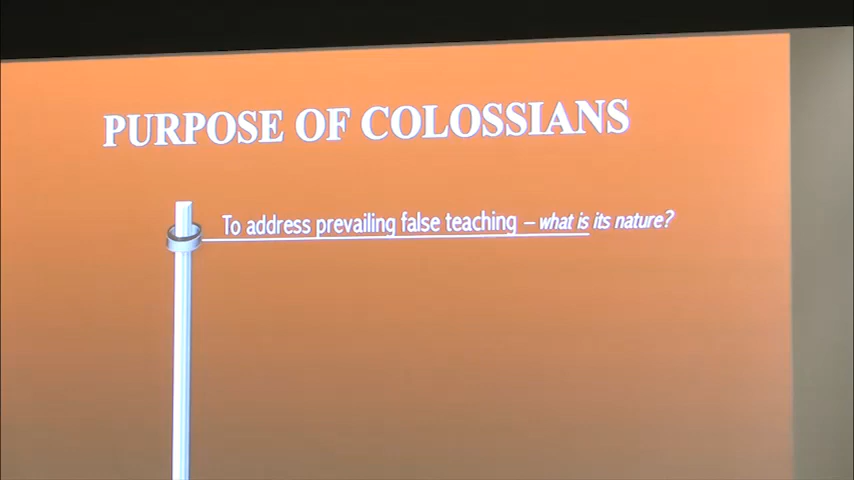 PURPOSE OF COLOSSIANS
To address prevailing false teaching – what is its nature?